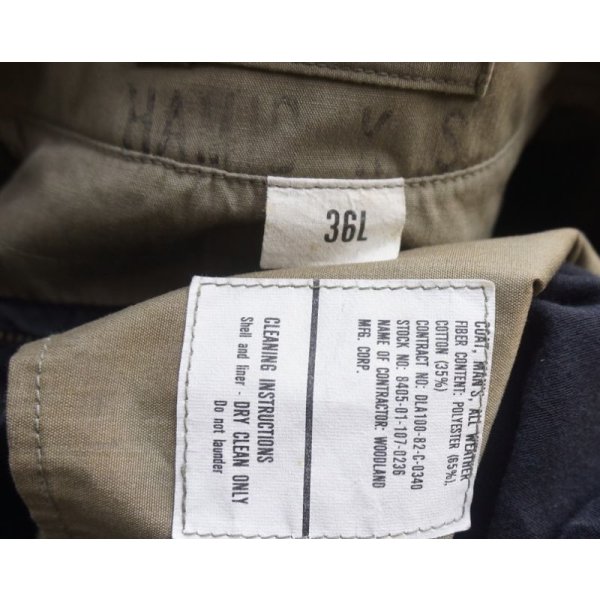 36L
COAT, MAN'S, ALL WEATHER
FIBER CONTENT: POLYESTER (65%),
COTTON (35%)
CONTRACT NO: DLA100-82-C-0340
STOCK NO: 8405-01-107-0236
NAME OF CONTRACTOR: WOODLAND
MFG. CORP.
CLEANING INSTRUCTIONS
Shell and liner - DRY CLEAN ONLY
Do not launder